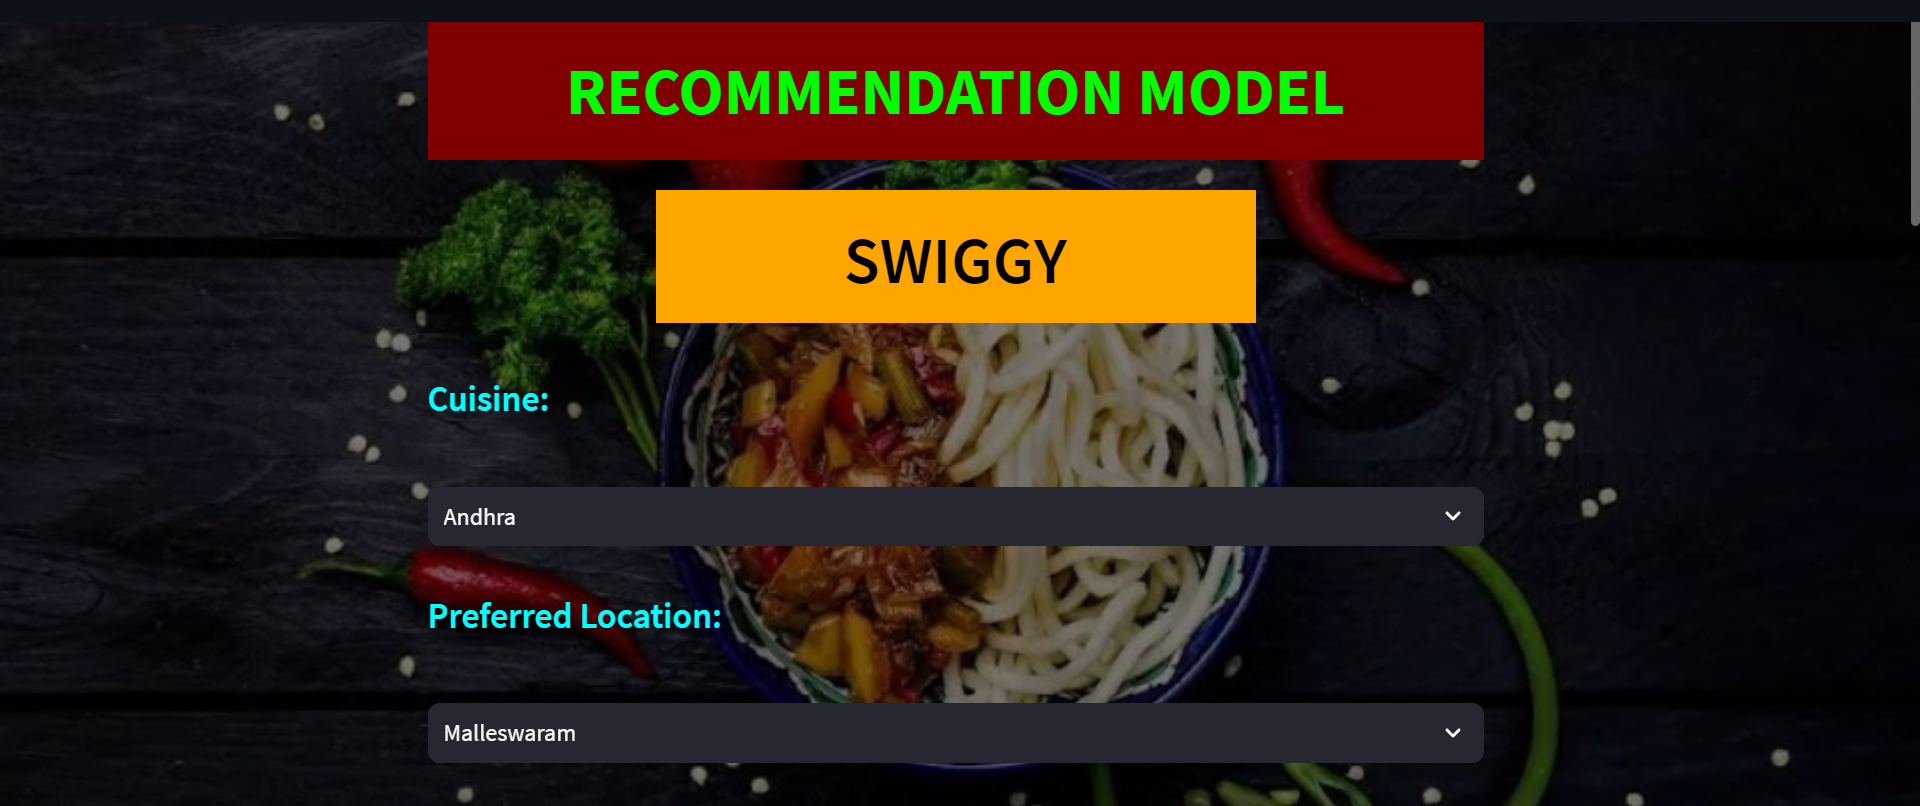 RECOMMENDATION MODEL
SWIGGY
Cuisine:
Andhra
Preferred Location:
Malleswaram